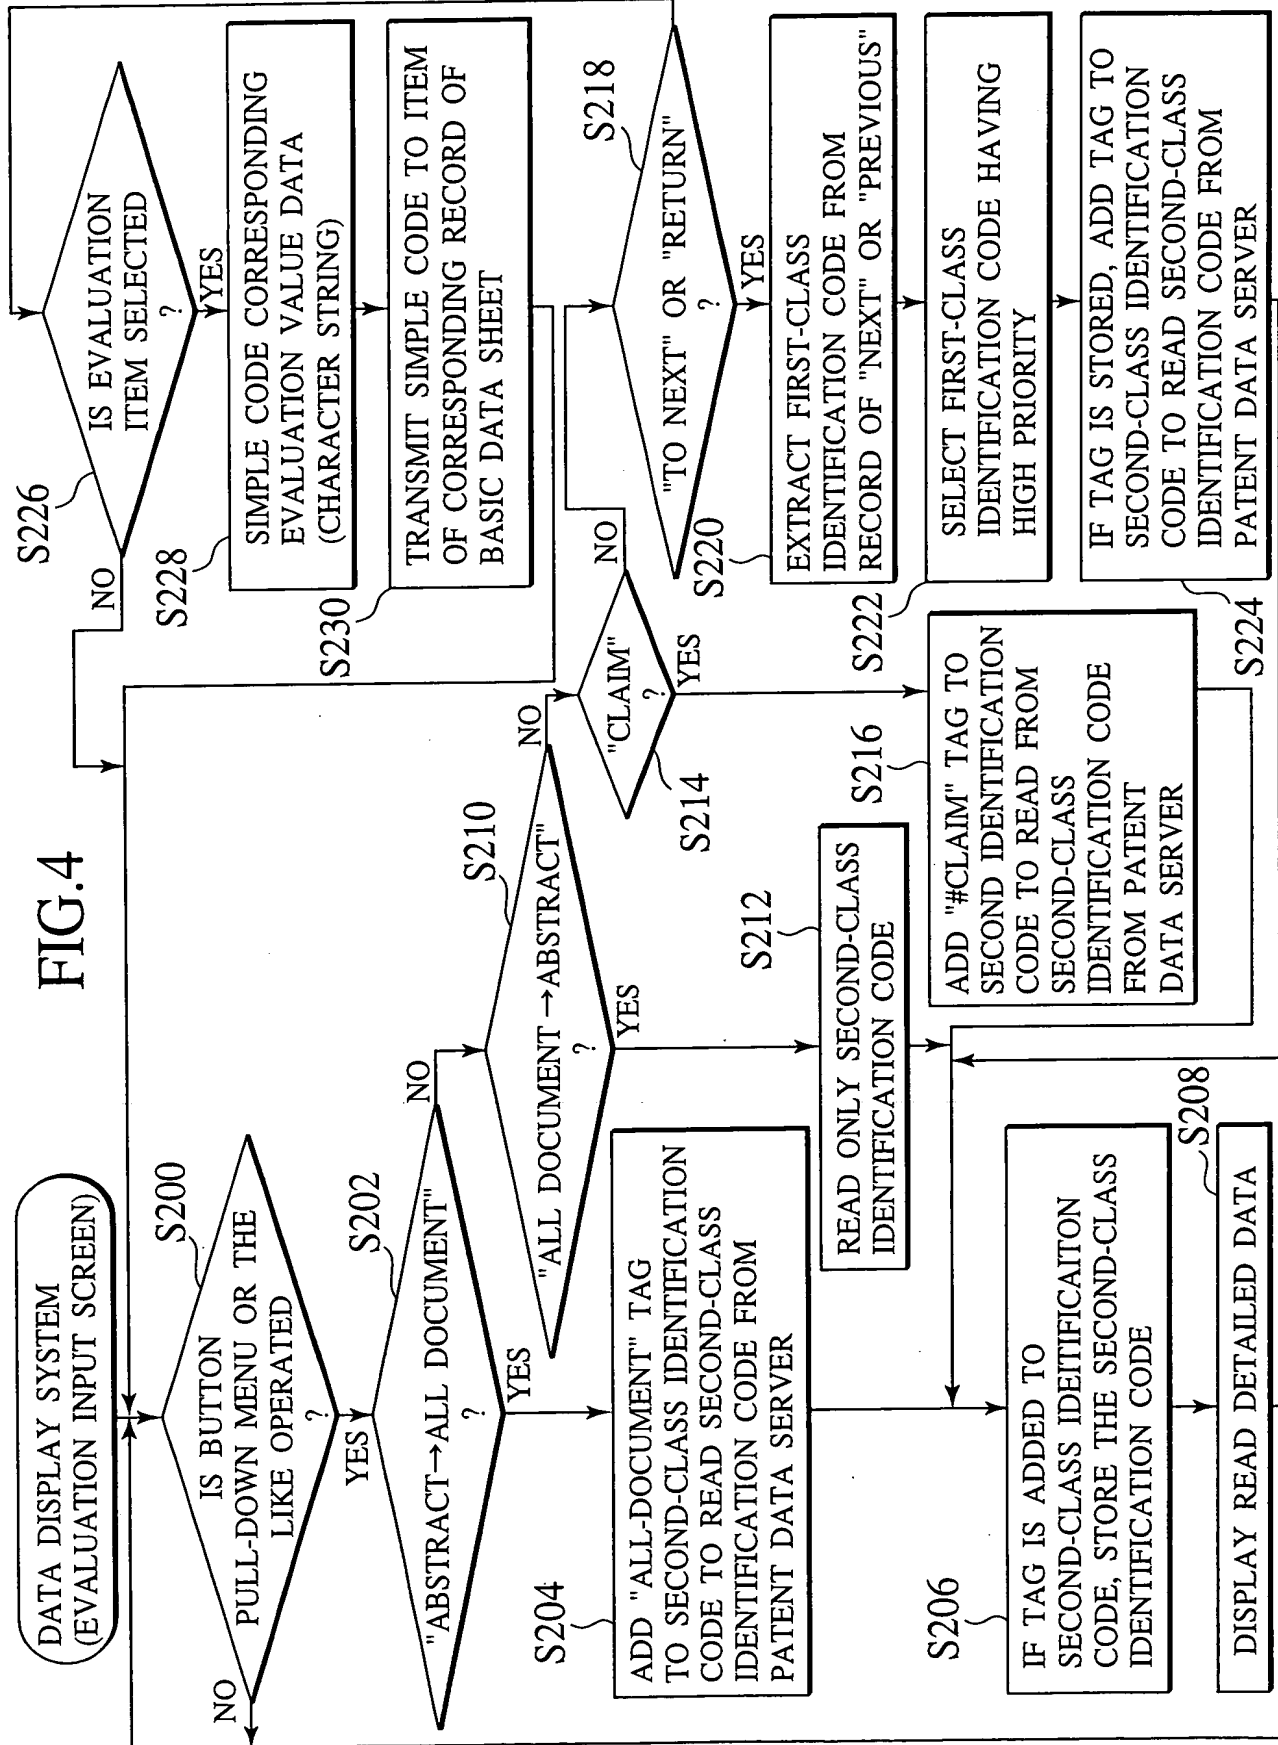 FIG.4
DATA DISPLAY SYSTEM
(EVALUATION INPUT SCREEN)
S200
IS BUTTON
PULL-DOWN MENU OR THE
LIKE OPERATED
?
NO
YES
S202
"ABSTRACT→ALL DOCUMENT"
?
NO
YES
S204
ADD "ALL-DOCUMENT" TAG
TO SECOND-CLASS IDENTIFICATION
CODE TO READ SECOND-CLASS
IDENTIFICATION CODE FROM
PATENT DATA SERVER
S206
IF TAG IS ADDED TO
SECOND-CLASS IDEITIFICAITON
CODE, STORE THE SECOND-CLASS
IDENTIFICATION CODE
S208
DISPLAY READ DETAILED DATA
S210
"ALL DOCUMENT→ABSTRACT"
?
NO
YES
S212
READ ONLY SECOND-CLASS
IDENTIFICATION CODE
S214
"CLAIM"
?
NO
YES
S216
ADD "#CLAIM" TAG TO
SECOND IDENTIFICATION
CODE TO READ FROM
SECOND-CLASS
IDENTIFICATION CODE
FROM PATENT
DATA SERVER
S218
"TO NEXT" OR "RETURN"
?
YES
S220
EXTRACT FIRST-CLASS
IDENTIFICATION CODE FROM
RECORD OF "NEXT" OR "PREVIOUS"
S222
SELECT FIRST-CLASS
IDENTIFICATION CODE HAVING
HIGH PRIORITY
S224
IF TAG IS STORED, ADD TAG TO
SECOND-CLASS IDENTIFICATION
CODE TO READ SECOND-CLASS
IDENTIFICATION CODE FROM
PATENT DATA SERVER
S226
IS EVALUATION
ITEM SELECTED
?
NO
YES
S228
SIMPLE CODE CORRESPONDING
EVALUATION VALUE DATA
(CHARACTER STRING)
S230
TRANSMIT SIMPLE CODE TO ITEM
OF CORRESPONDING RECORD OF
BASIC DATA SHEET